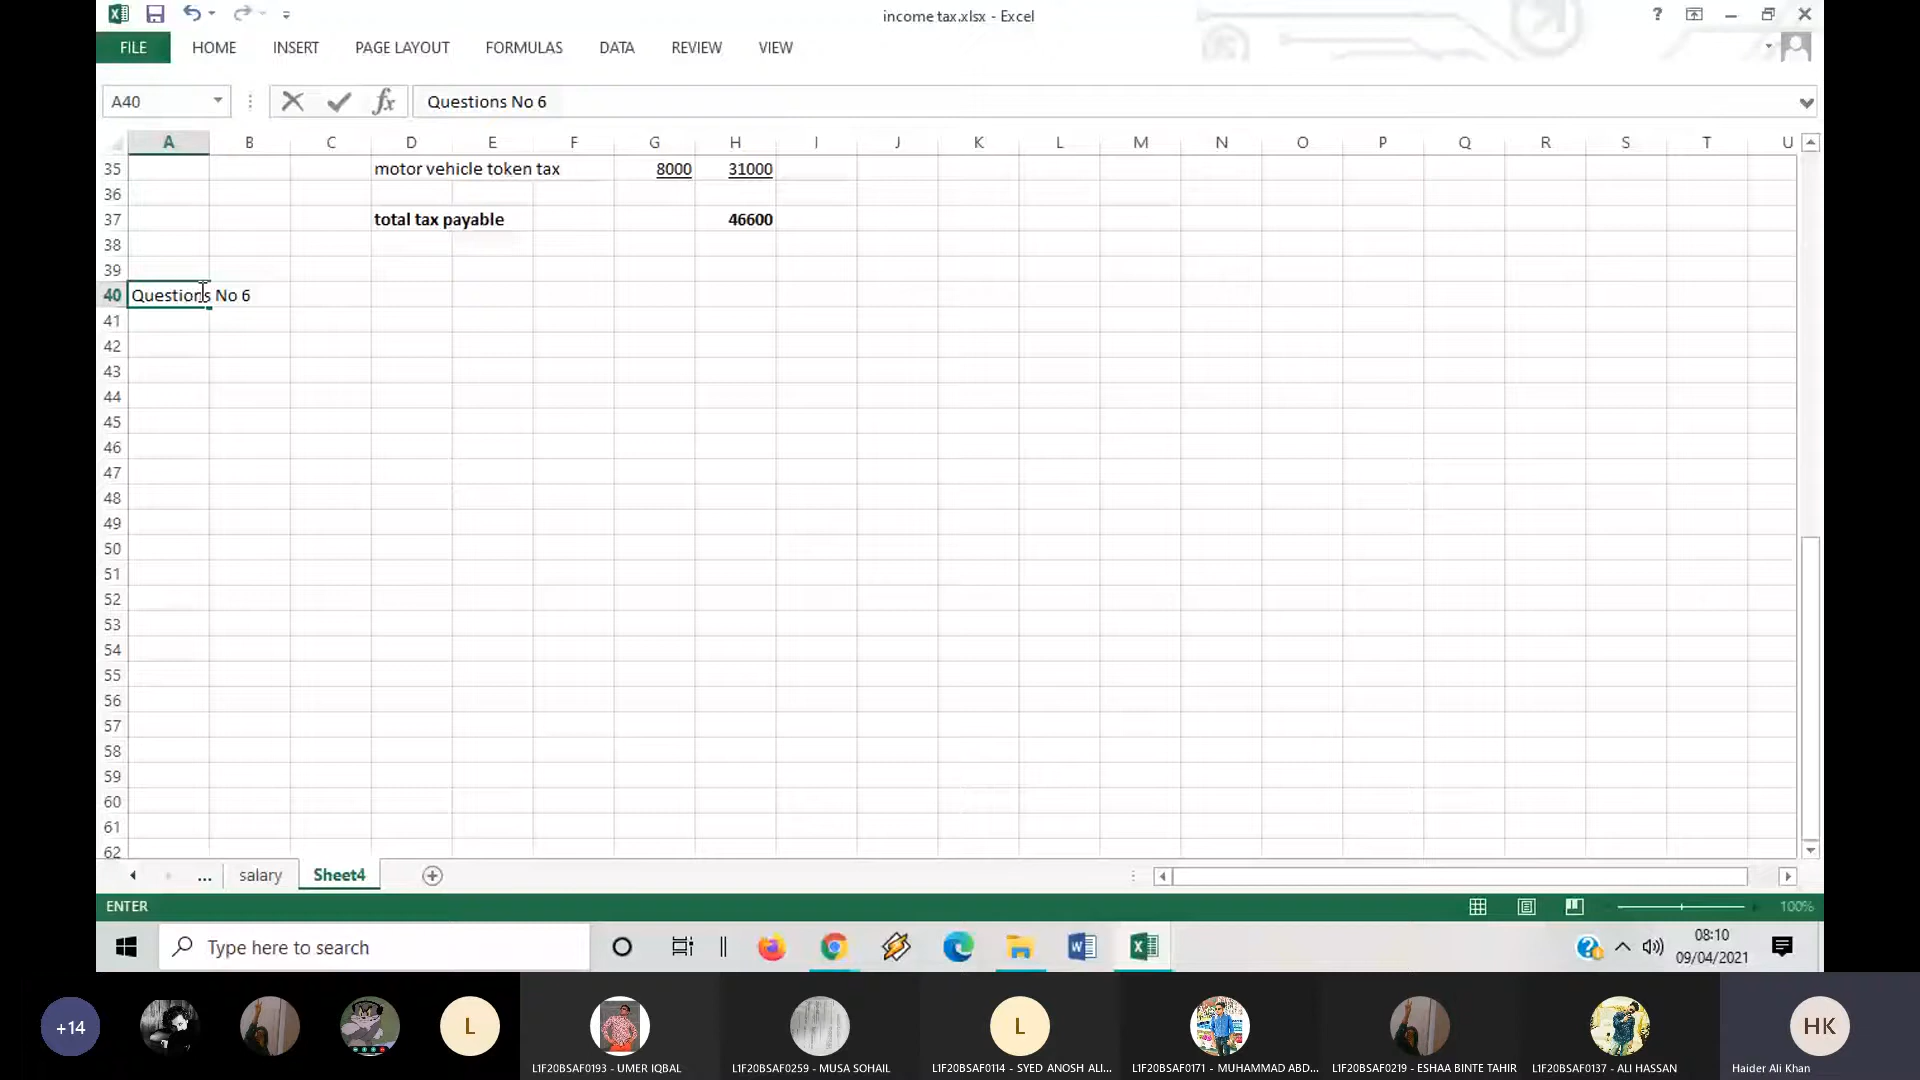 income tax.xlsx - Excel
?
FILE HOME INSERT PAGE LAYOUT FORMULAS DATA REVIEW VIEW
A40 fx Questions No 6
A B C D E F G H I J K L M N O P Q R S T U
35 motor vehicle token tax 8000 31000
36
37 total tax payable 46600
38
39
40 Questions No 6
41
42
43
44
45
46
47
48
49
50
51
52
53
54
55
56
57
58
59
60
61
62
... salary Sheet4
ENTER 100%
Type here to search
08:10
09/04/2021
+14 L L HK
L1F20BSAF0193 - UMER IQBAL L1F20BSAF0259 - MUSA SOHAIL L1F20BSAF0114 - SYED ANOSH ALI... L1F20BSAF0171 - MUHAMMAD ABD... L1F20BSAF0219 - ESHAA BINTE TAHIR L1F20BSAF0137 - ALI HASSAN Haider Ali Khan